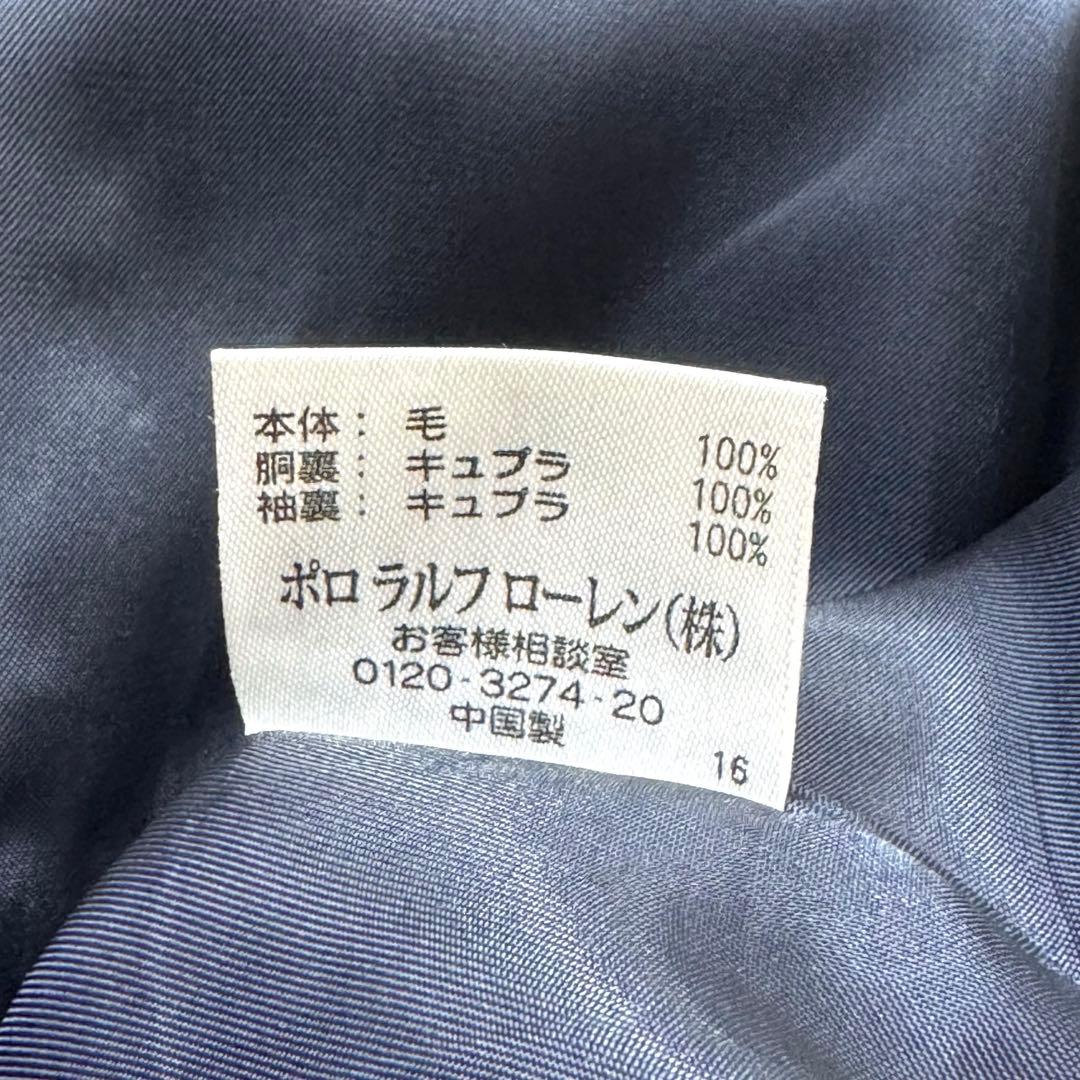 本体： 毛 100%
胴裏： キュプラ 100%
袖裏： キュプラ 100%
ポロ ラルフ ローレン(株)
お客様相談室
0120-3274-20
中国製
16